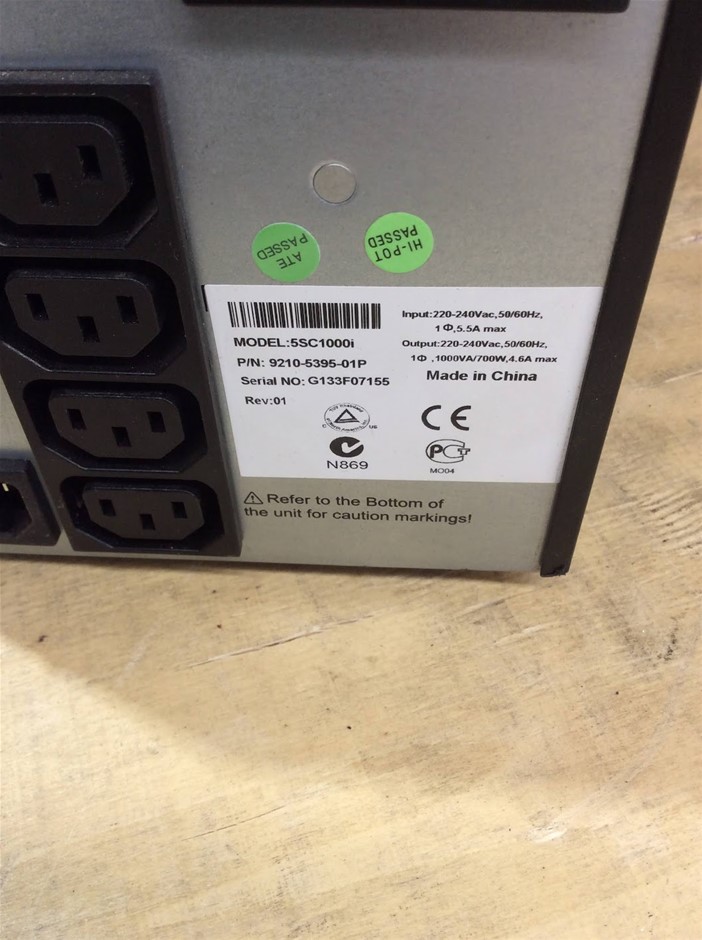 ATE
PASSED
HI-POT
PASSED
MODEL:5SC1000i
P/N: 9210-5395-01P
Serial NO: G133F07155
Rev:01
Input:220-240Vac,50/60Hz,
1Φ,5.5A max
Output:220-240Vac,50/60Hz,
1Φ ,1000VA/700W,4.6A max
Made in China
C US
CE
N869
PCT
MO04
⚠ Refer to the Bottom of
the unit for caution markings!